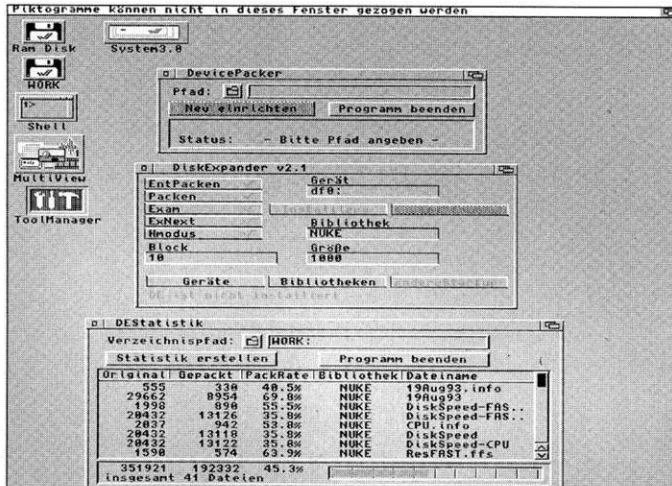 Piktogramme können nicht in dieses Fenster gezogen werden
Ram Disk
System3.0
WORK
1>
Shell
MultiView
ToolManager
DevicePacker
Pfad:
Neu einrichten
Programm beenden
Status: - Bitte Pfad angeben -
DiskExpander v2.1
EntPacken
Packen
Exam
ExNext
Hmodus
Block
10
Gerät
df0:
Installieren
Bibliothek
NUKE
Größe
1000
Geräte
Bibliotheken
DE ist nicht installiert
DEStatistik
Verzeichnispfad: WORK:
Statistik erstellen
Programm beenden
Original Gepackt PackRate Bibliothek Dateiname
555 330 40.5% NUKE 19Aug93.info
29662 8954 69.8% NUKE 19Aug93
1998 890 55.5% NUKE DiskSpeed-FAS..
20432 13126 35.8% NUKE DiskSpeed-FAS..
2037 942 53.8% NUKE CPU.info
20432 13118 35.8% NUKE DiskSpeed
20432 13122 35.8% NUKE DiskSpeed-CPU
1590 574 63.9% NUKE ResFAST.ffs
351921 192332 45.3%
insgesamt 41 Dateien